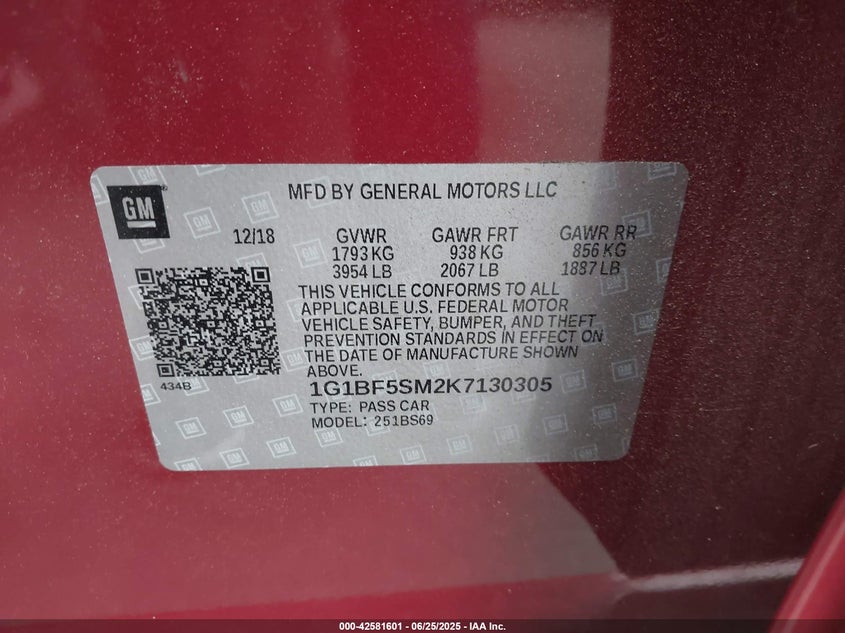 GM
MFD BY GENERAL MOTORS LLC
12/18
GVWR GAWR FRT GAWR RR
1793 KG 938 KG 856 KG
3954 LB 2067 LB 1887 LB
THIS VEHICLE CONFORMS TO ALL
APPLICABLE U.S. FEDERAL MOTOR
VEHICLE SAFETY, BUMPER, AND THEFT
PREVENTION STANDARDS IN EFFECT ON
THE DATE OF MANUFACTURE SHOWN
ABOVE.
434B
1G1BF5SM2K7130305
TYPE: PASS CAR
MODEL: 251BS69
000-42581601 / 06/25/2025 - IAA Inc.